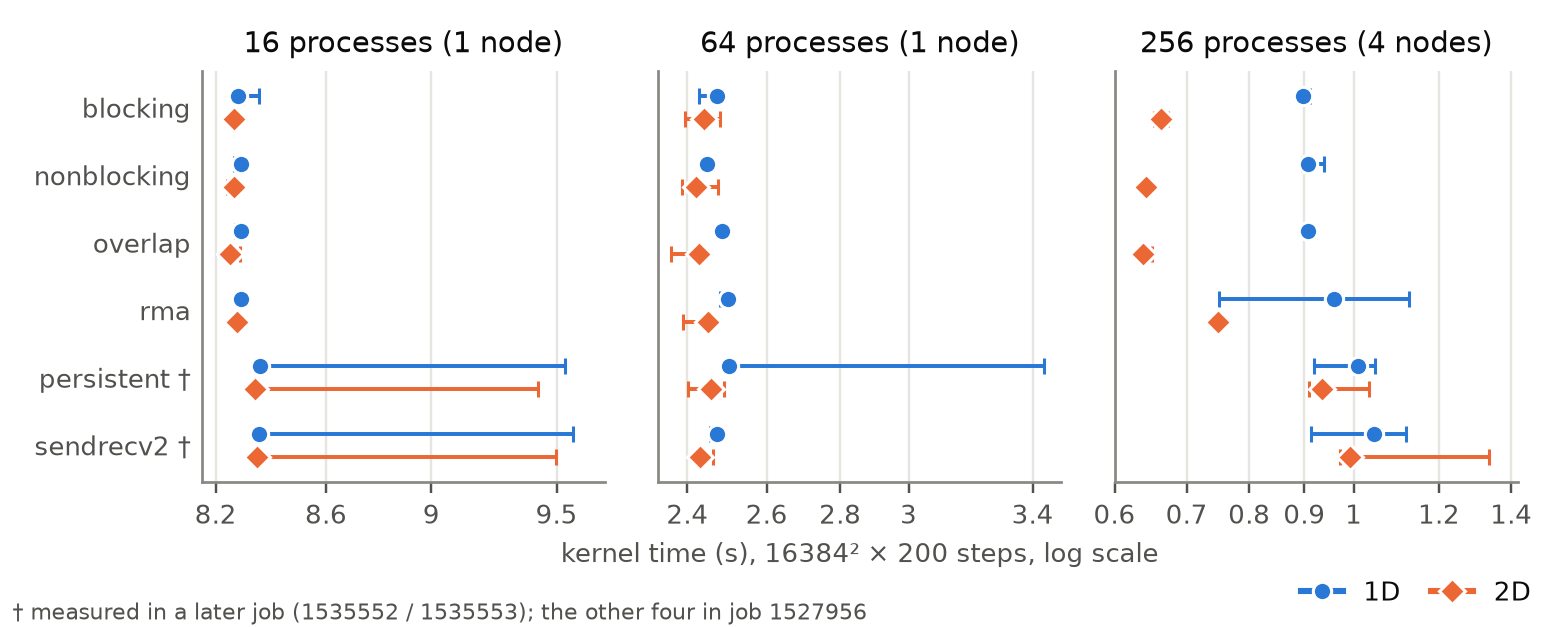 16 processes (1 node)
64 processes (1 node)
256 processes (4 nodes)
blocking
nonblocking
overlap
rma
persistent †
sendrecv2 †
8.2 8.6 9 9.5
2.4 2.6 2.8 3 3.4
0.6 0.7 0.8 0.9 1 1.2 1.4
kernel time (s), 16384² × 200 steps, log scale
1D 2D
† measured in a later job (1535552 / 1535553); the other four in job 1527956